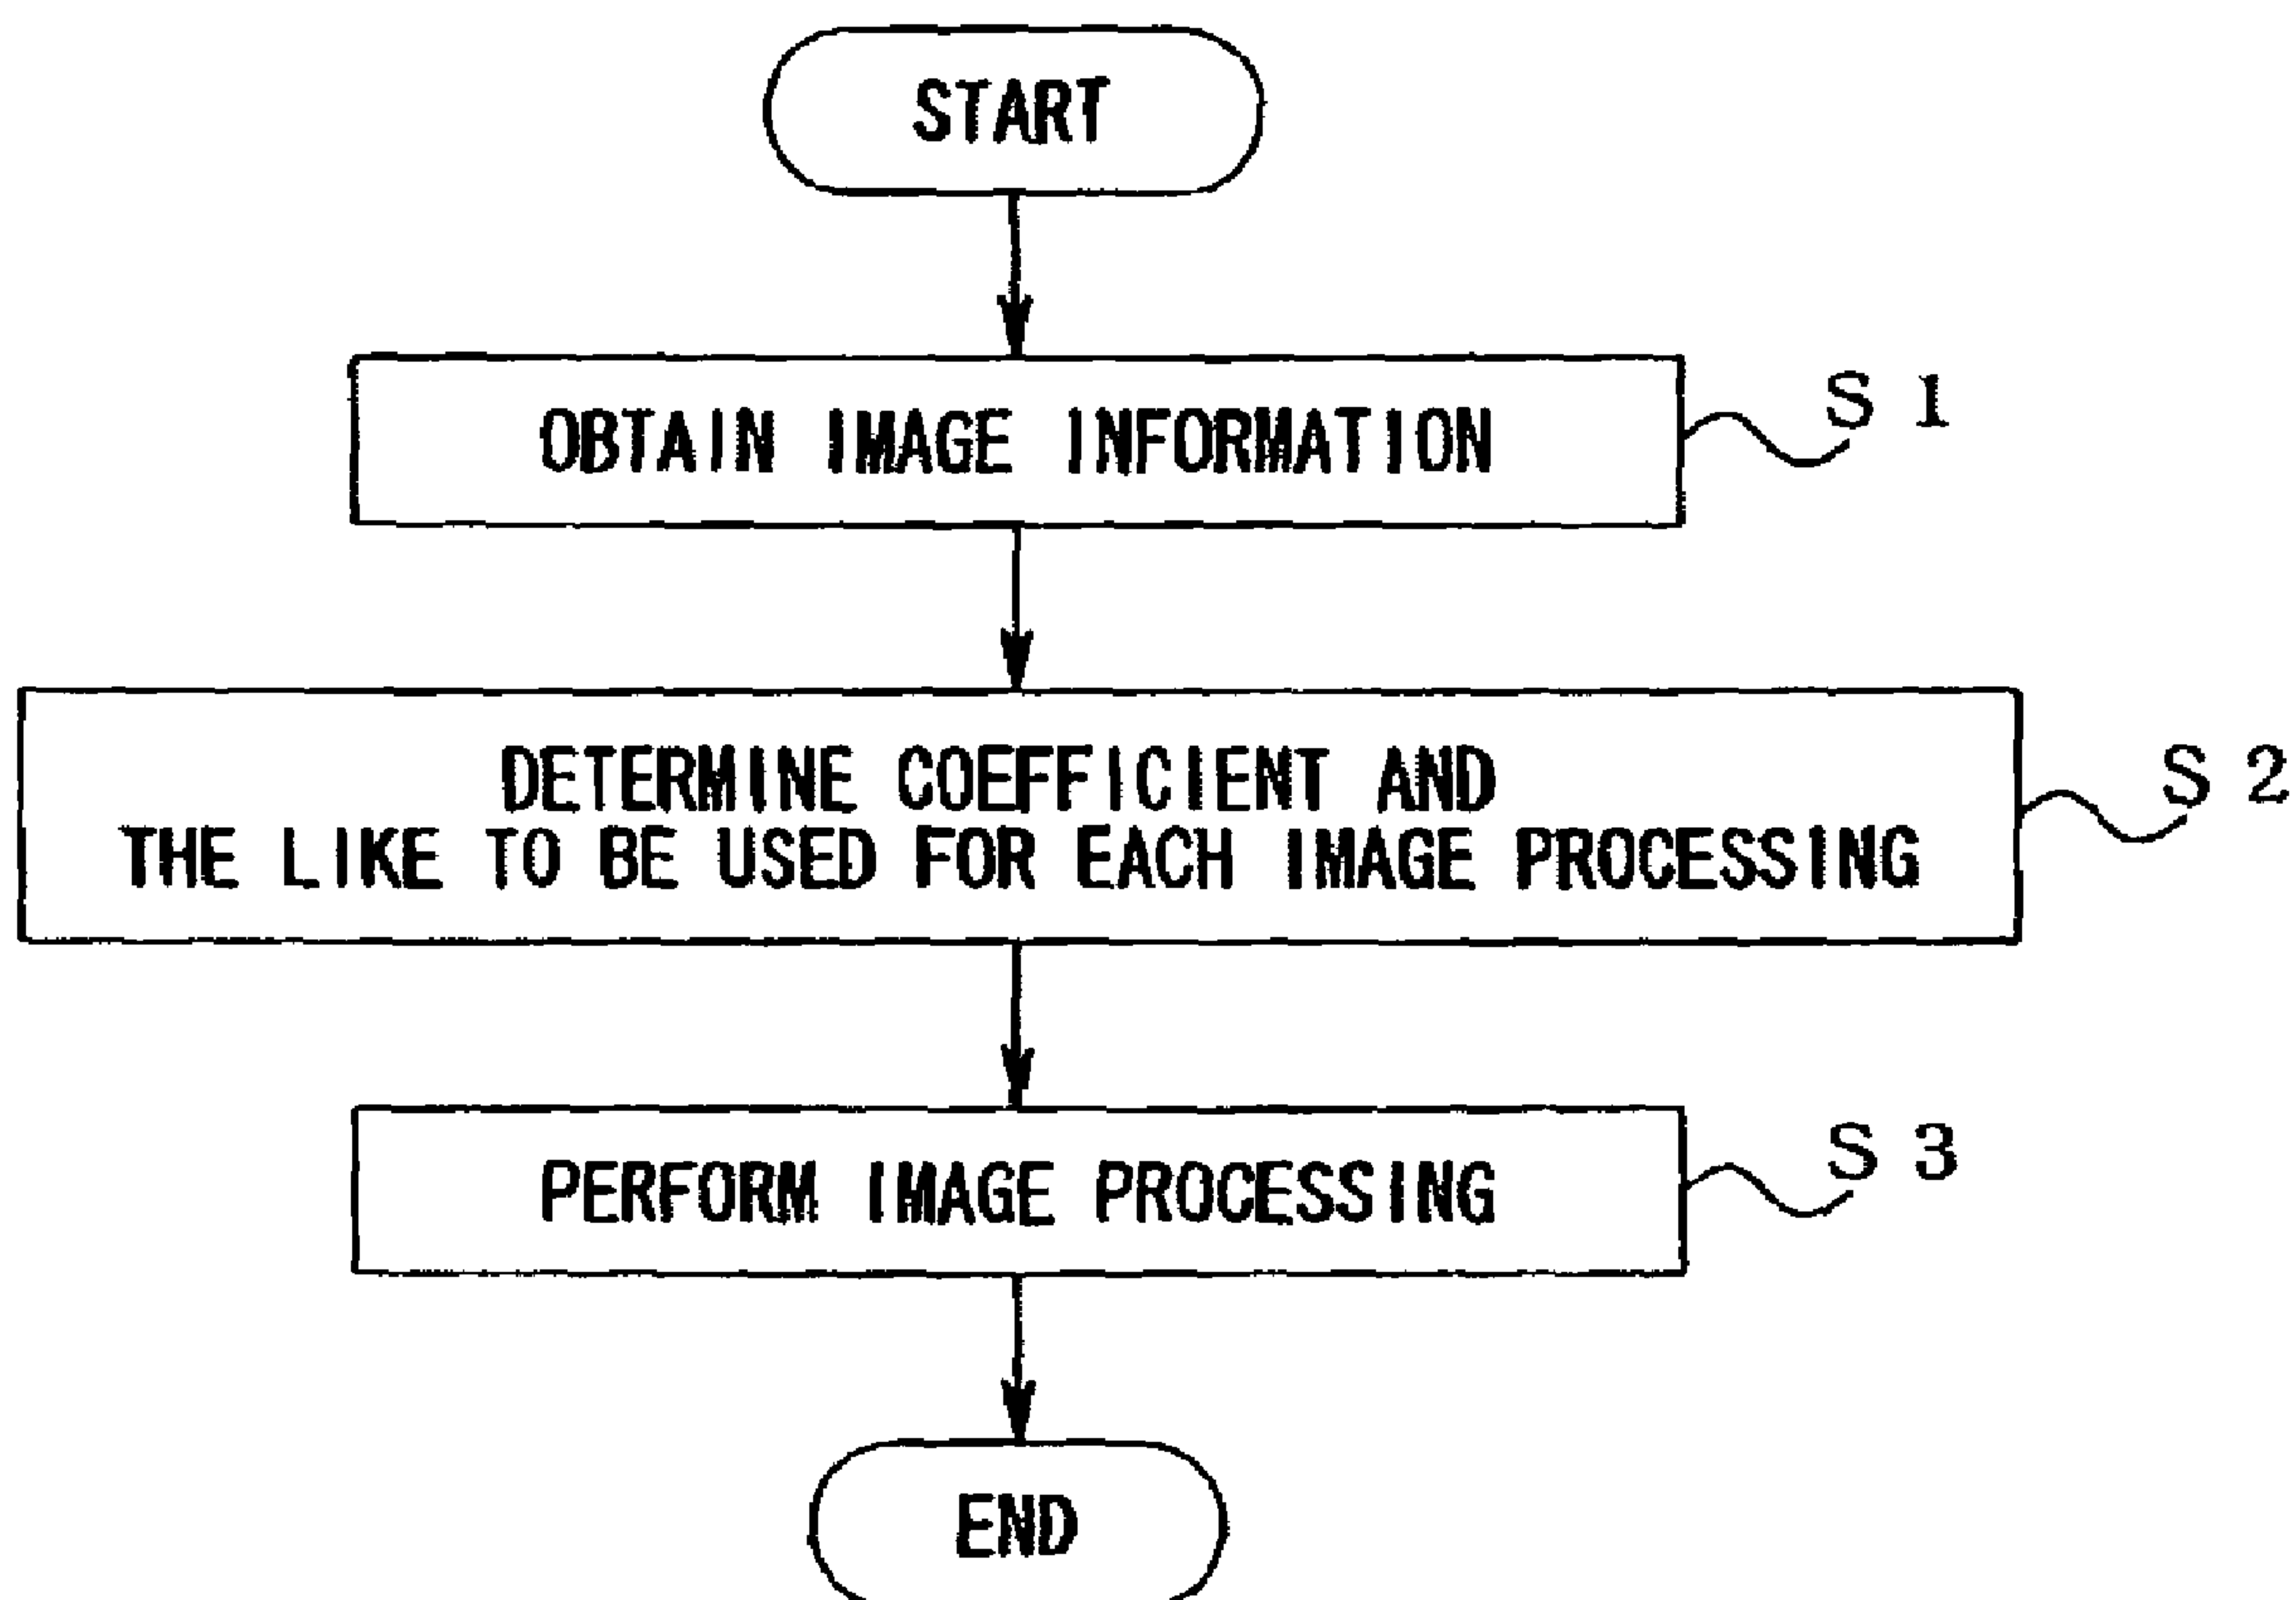 START
OBTAIN IMAGE INFORMATION
S 1
DETERMINE COEFFICIENT AND
THE LIKE TO BE USED FOR EACH IMAGE PROCESSING
S 2
PERFORM IMAGE PROCESSING
S 3
END